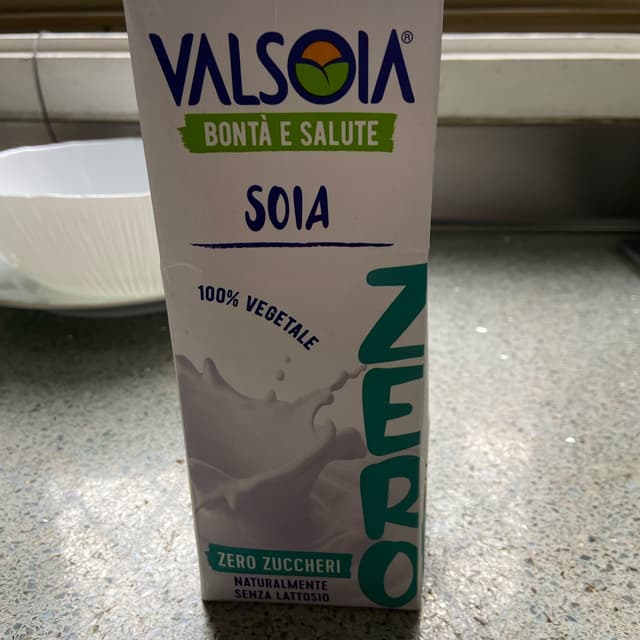 VALSOIA®
BONTÀ E SALUTE
SOIA
100% VEGETALE
ZERO
ZERO ZUCCHERI
NATURALMENTE
SENZA LATTOSIO